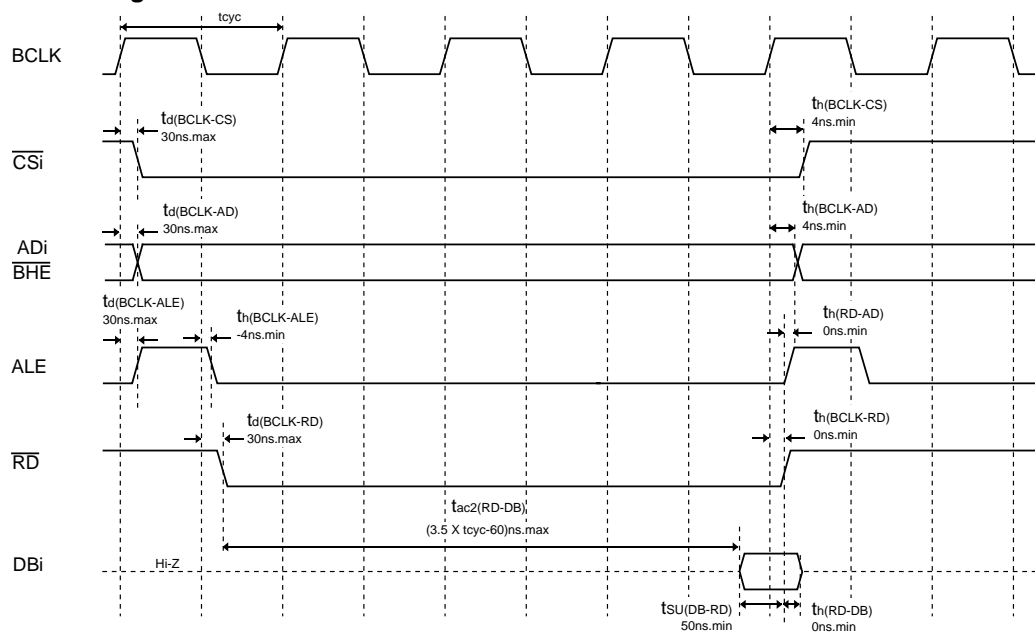 tcyc
BCLK
td(BCLK-CS)
30ns.max
th(BCLK-CS)
4ns.min
CSi
td(BCLK-AD)
30ns.max
th(BCLK-AD)
4ns.min
ADi
BHE
td(BCLK-ALE)
30ns.max
th(BCLK-ALE)
-4ns.min
th(RD-AD)
0ns.min
ALE
td(BCLK-RD)
30ns.max
th(BCLK-RD)
0ns.min
RD
tac2(RD-DB)
(3.5 X tcyc-60)ns.max
DBi
Hi-Z
tSU(DB-RD)
50ns.min
th(RD-DB)
0ns.min